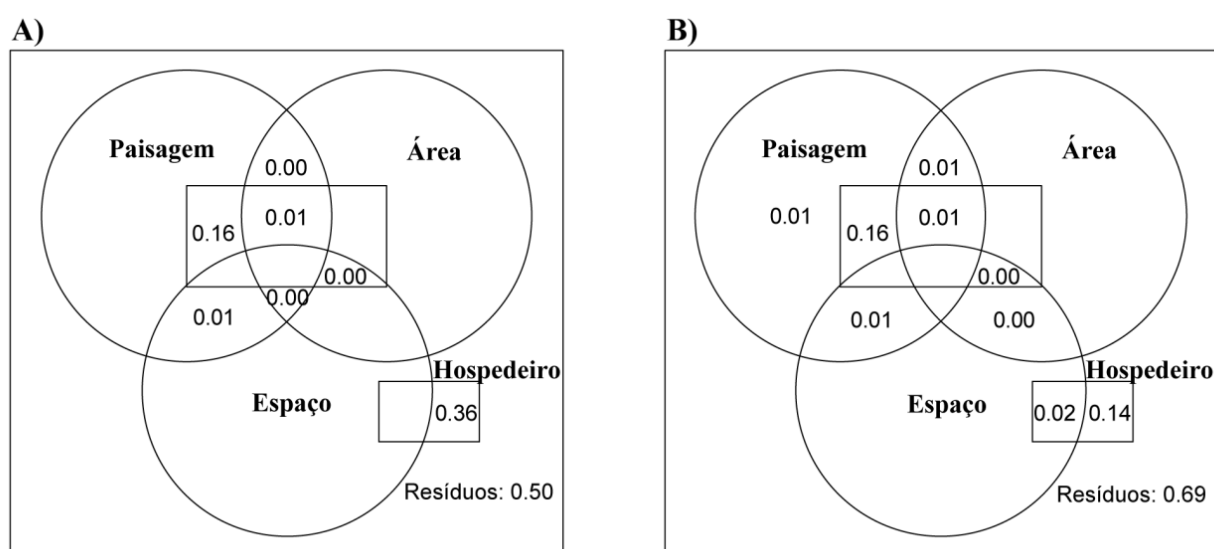 A)
Paisagem
Área
0.00
0.01
0.16
0.00
0.00
0.01
Hospedeiro
Espaço
0.36
Resíduos: 0.50
B)
Paisagem
Área
0.01
0.01
0.01
0.16
0.00
0.01
0.00
Hospedeiro
Espaço
0.02
0.14
Resíduos: 0.69